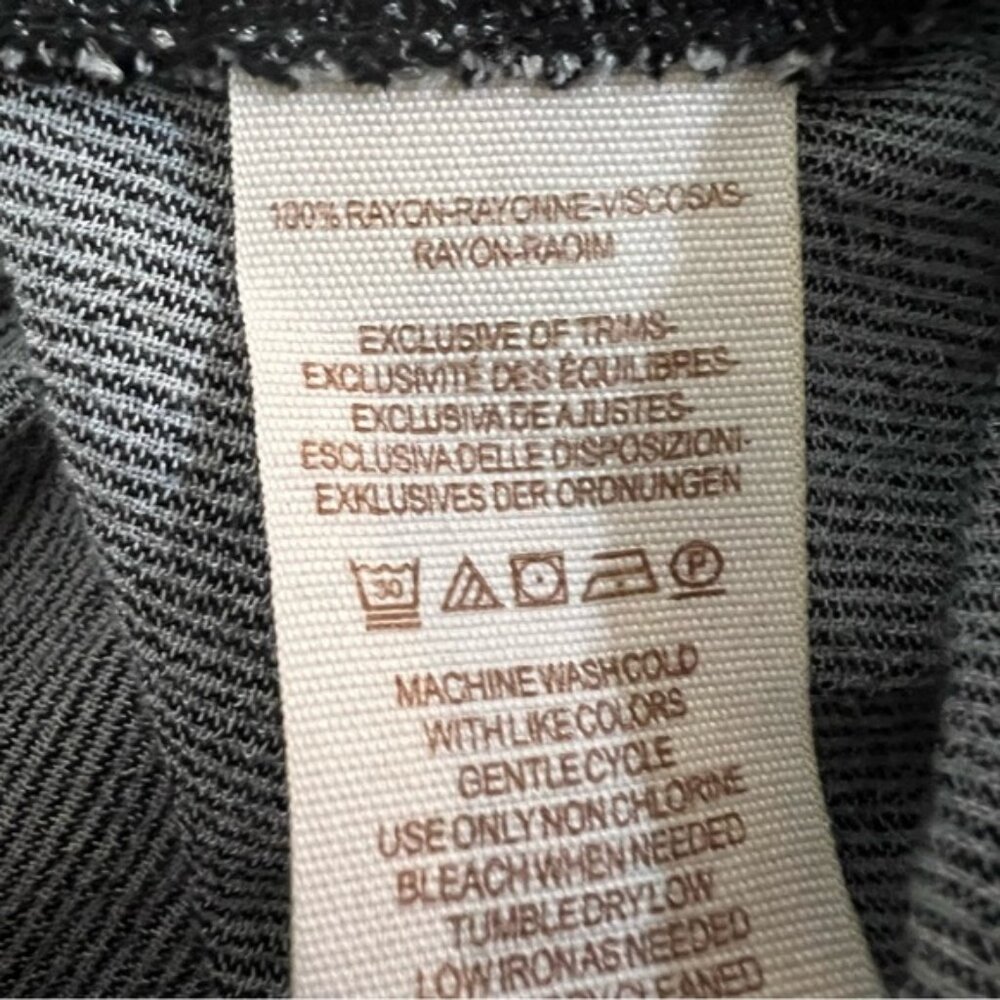 100% RAYON-RAYONNE-VISCOSAS-
RAYON-RAOIM
EXCLUSIVE OF TRIMS-
EXCLUSIVITÉ DES ÉQUILIBRES-
EXCLUSIVA DE AJUSTES-
ESCLUSIVA DELLE DISPOSIZIONI-
EXKLUSIVES DER ORDNUNGEN
30 P
MACHINE WASH COLD
WITH LIKE COLORS
GENTLE CYCLE
USE ONLY NON CHLORINE
BLEACH WHEN NEEDED
TUMBLE DRY LOW
LOW IRON AS NEEDED
CLEANED